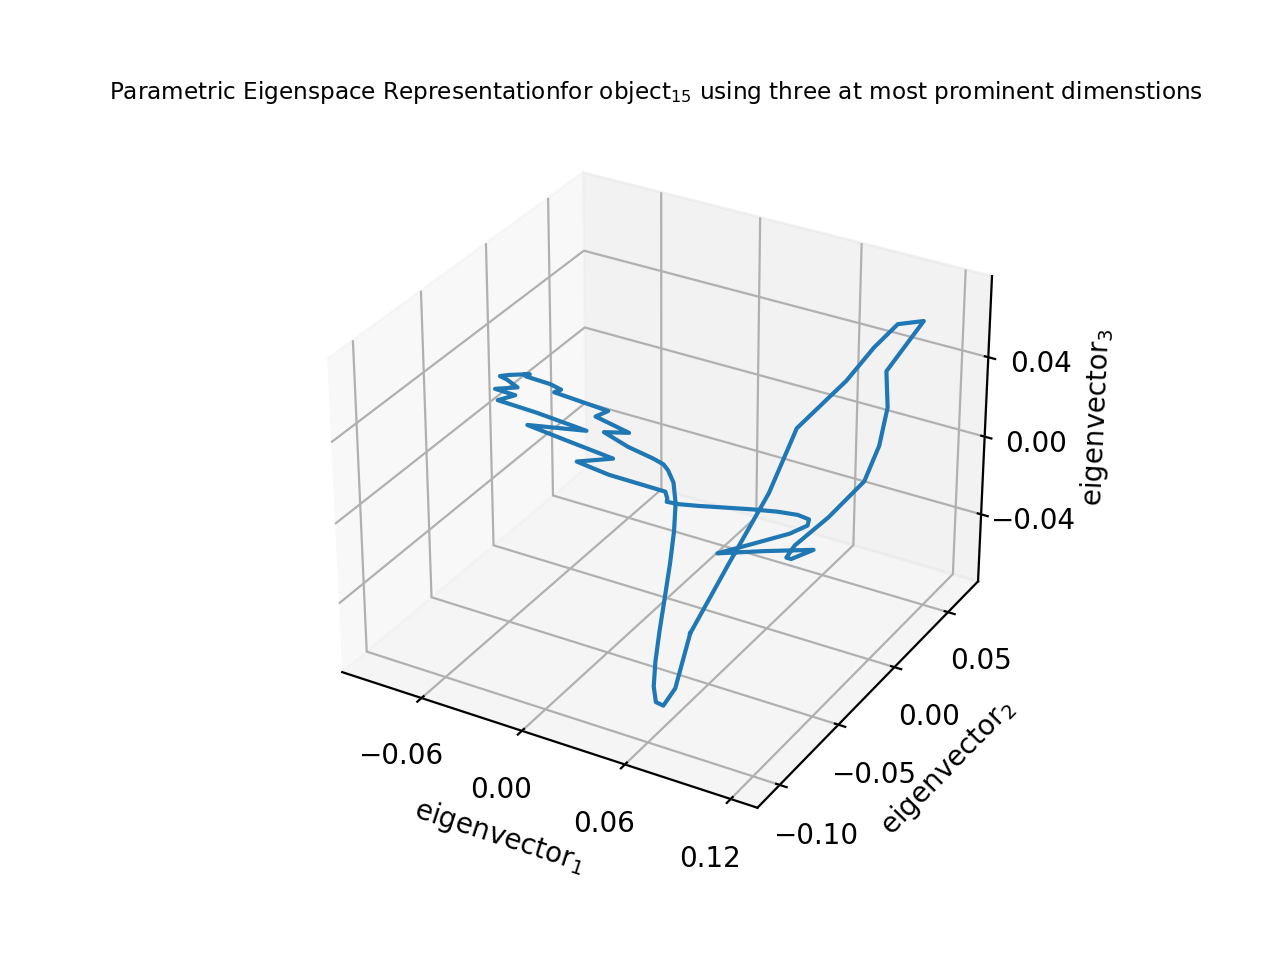 Parametric Eigenspace Representationfor object₁₅ using three at most prominent dimenstions
0.04
0.00
−0.04
eigenvector₃
0.05
0.00
−0.05
−0.10
eigenvector₂
−0.06
0.00
0.06
0.12
eigenvector₁